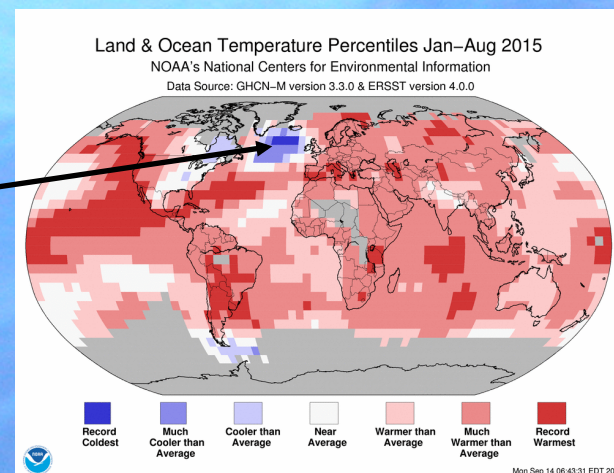 Land & Ocean Temperature Percentiles Jan–Aug 2015
NOAA's National Centers for Environmental Information
Data Source: GHCN–M version 3.3.0 & ERSST version 4.0.0
Record
Coldest
Much
Cooler than
Average
Cooler than
Average
Near
Average
Warmer than
Average
Much
Warmer than
Average
Record
Warmest
NOAA
Mon Sep 14 06:43:31 EDT 20